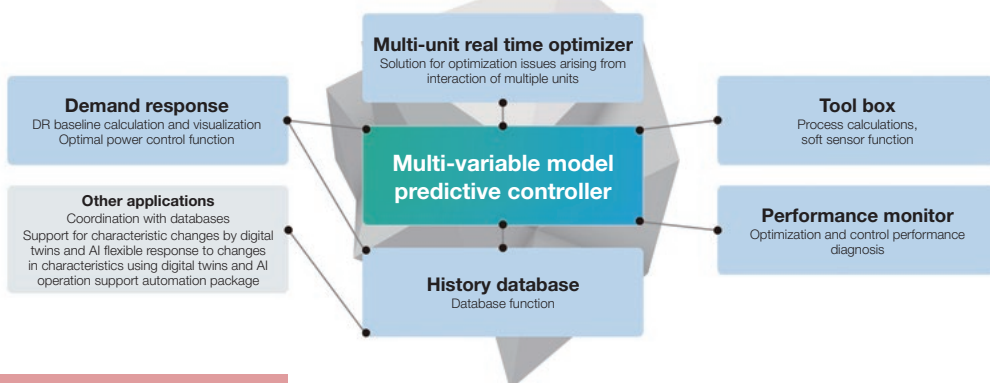 Multi-unit real time optimizer
Solution for optimization issues arising from
interaction of multiple units
Demand response
DR baseline calculation and visualization
Optimal power control function
Tool box
Process calculations,
soft sensor function
Multi-variable model
predictive controller
Other applications
Coordination with databases
Support for characteristic changes by digital
twins and AI flexible response to changes
in characteristics using digital twins and AI
operation support automation package
Performance monitor
Optimization and control performance
diagnosis
History database
Database function